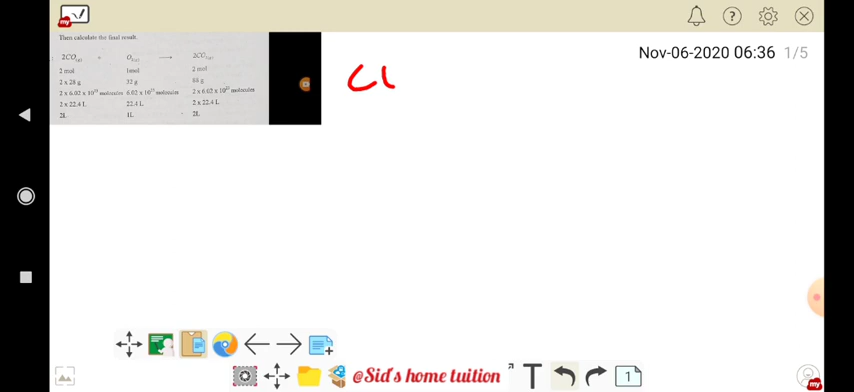 my
Nov-06-2020 06:36 1/5
Then calculate the final result.
2CO(g) + O2(g) ⟶ 2CO2(g)
2 mol 1mol 2 mol
2 x 28 g 32 g 88 g
2 x 6.02 x 10²³ molecules 6.02 x 10²³ molecules 2 x 6.02 x 10²³ molecules
2 x 22.4 L 22.4 L 2 x 22.4 L
2L 1L 2L
@Sid's home tuition T 1
my